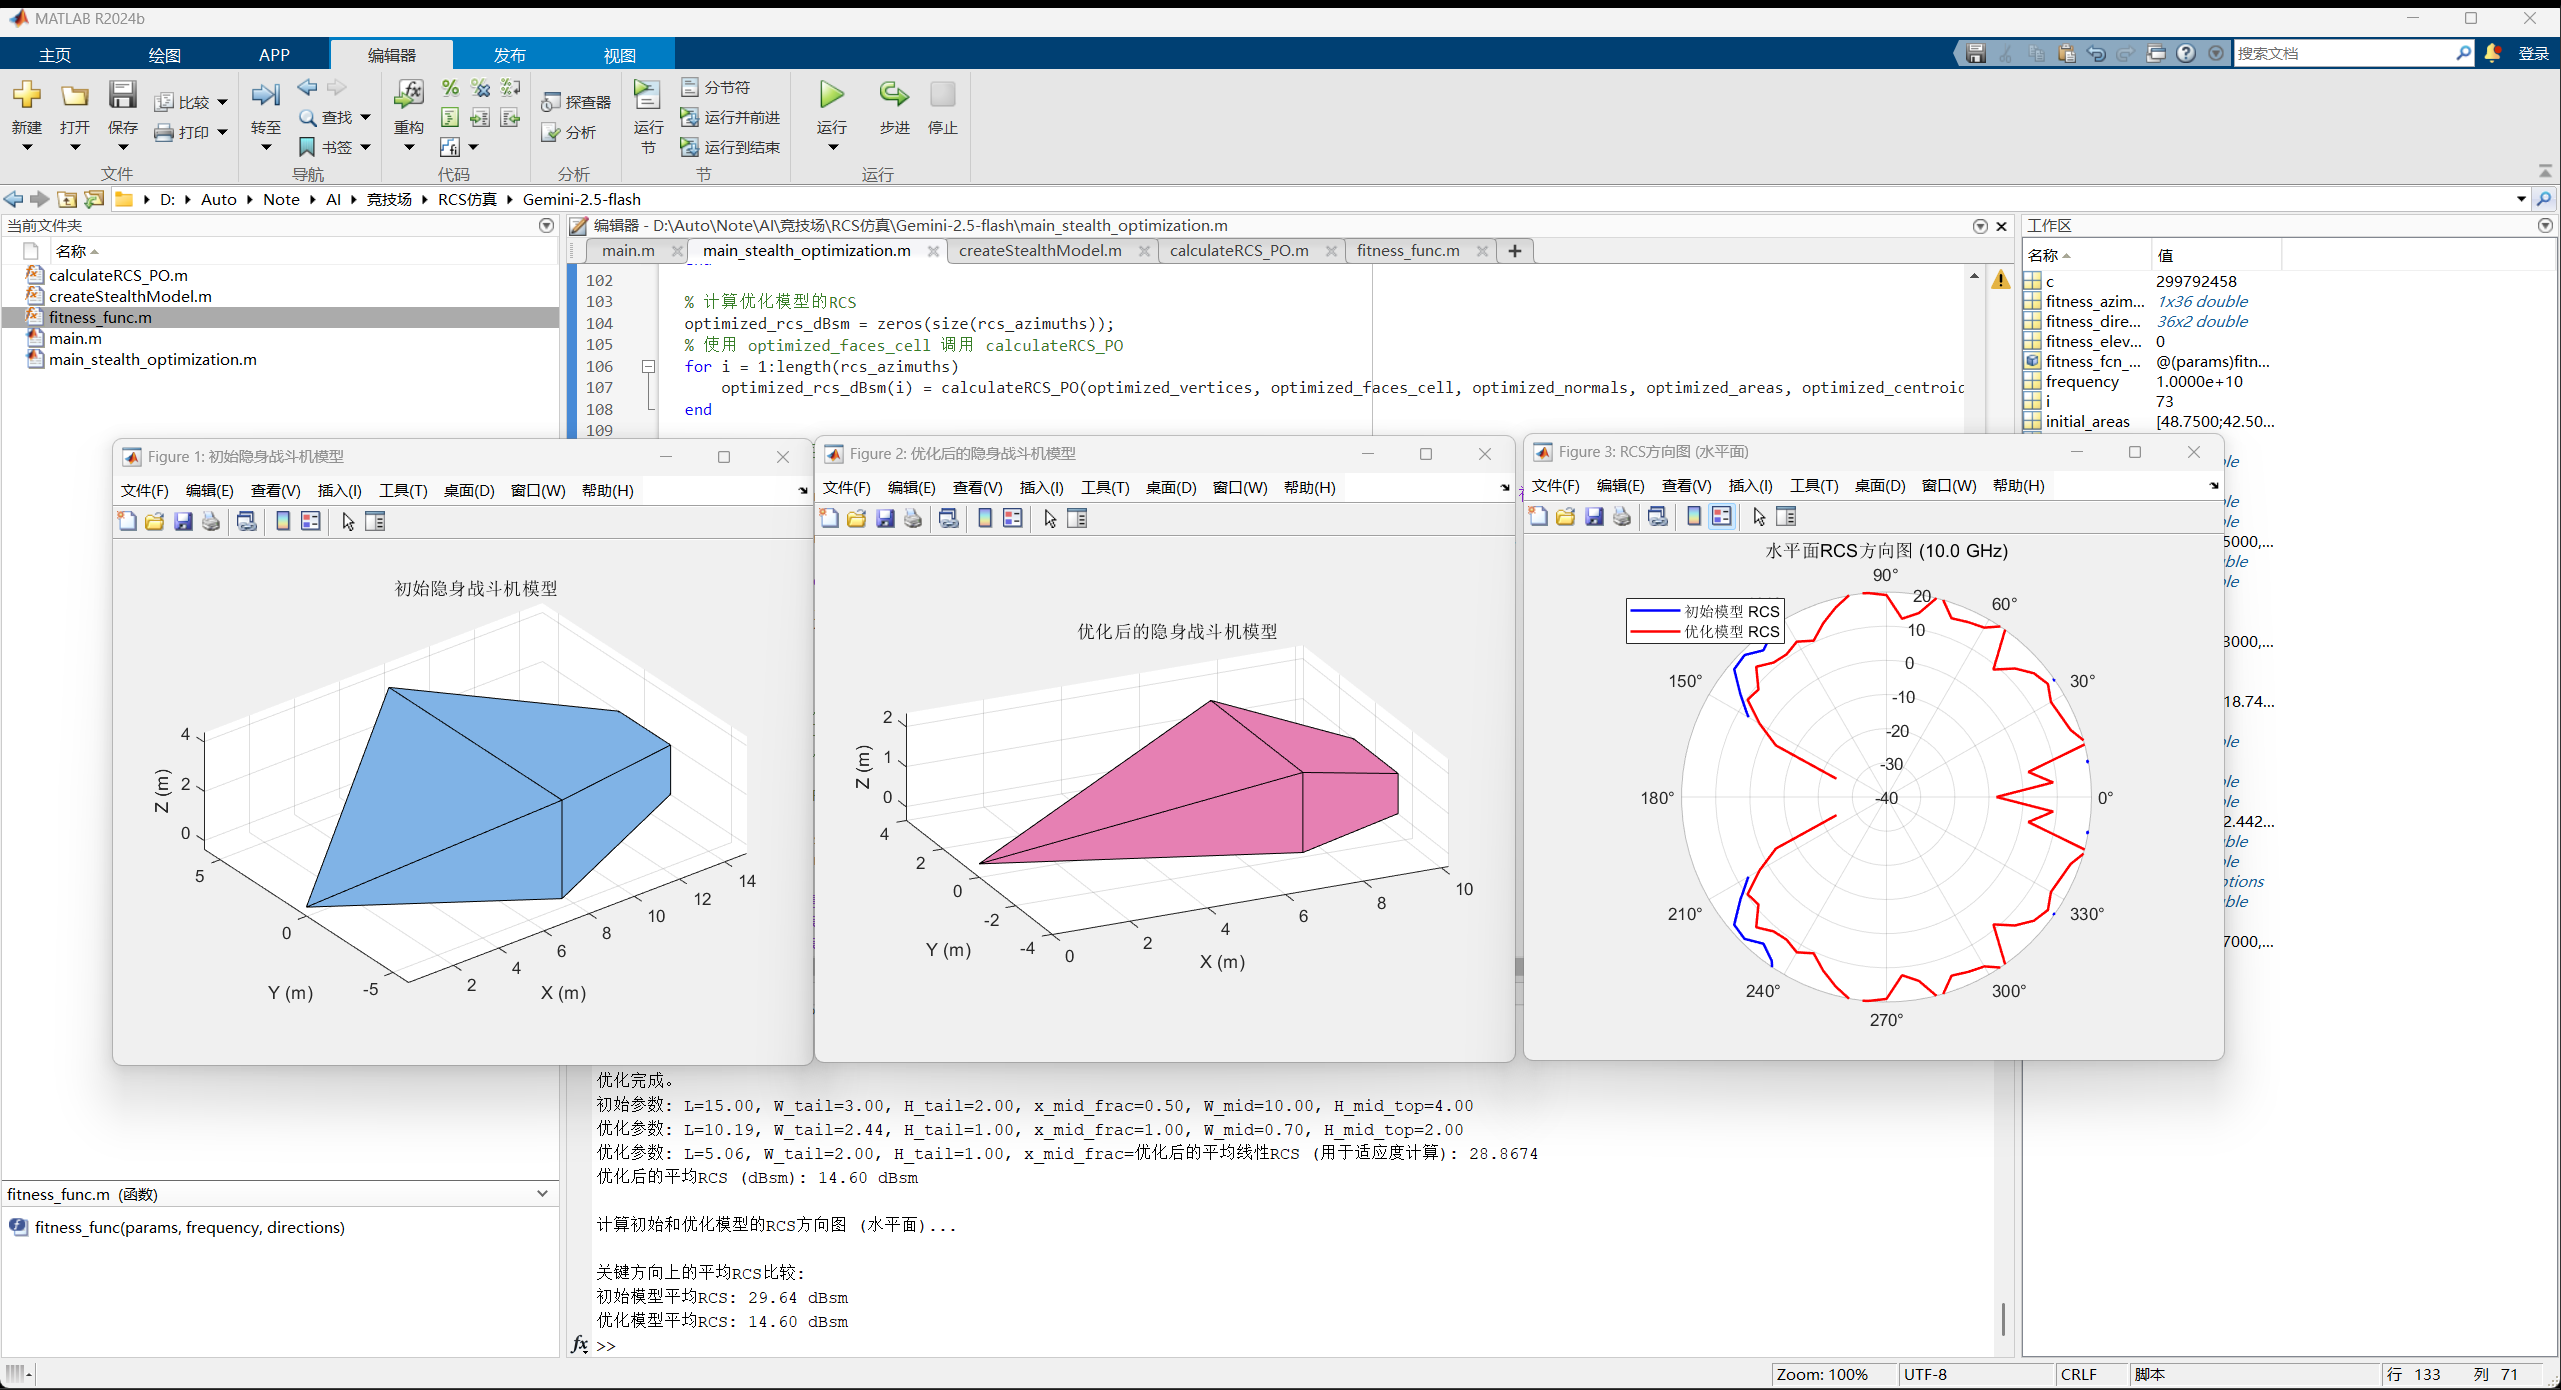 MATLAB R2024b
主页 绘图 APP 编辑器 发布 视图
搜索文档 登录
新建 打开 保存 比较 打印 转至 查找 书签 重构 探查器 分析 运行节 分节符 运行并前进 运行到结束 运行 步进 停止
文件 导航 代码 分析 节 运行
D: Auto Note AI 竞技场 RCS仿真 Gemini-2.5-flash
当前文件夹
名称
calculateRCS_PO.m
createStealthModel.m
fitness_func.m
main.m
main_stealth_optimization.m
fitness_func.m (函数)
fitness_func(params, frequency, directions)
编辑器 - D:\Auto\Note\AI\竞技场\RCS仿真\Gemini-2.5-flash\main_stealth_optimization.m
main.m main_stealth_optimization.m createStealthModel.m calculateRCS_PO.m fitness_func.m
102
103 % 计算优化模型的RCS
104 optimized_rcs_dBsm = zeros(size(rcs_azimuths));
105 % 使用 optimized_faces_cell 调用 calculateRCS_PO
106 for i = 1:length(rcs_azimuths)
107 optimized_rcs_dBsm(i) = calculateRCS_PO(optimized_vertices, optimized_faces_cell, optimized_normals, optimized_areas, optimized_centroid
108 end
109
工作区
名称 值
c 299792458
fitness_azim... 1x36 double
fitness_dire... 36x2 double
fitness_elev... 0
fitness_fcn_... @(params)fitn...
frequency 1.0000e+10
i 73
initial_areas [48.7500;42.50...
Figure 1: 初始隐身战斗机模型
文件(F) 编辑(E) 查看(V) 插入(I) 工具(T) 桌面(D) 窗口(W) 帮助(H)
初始隐身战斗机模型
4
2
0
Z (m)
5
0
-5
Y (m)
2 4 6 8 10 12 14
X (m)
Figure 2: 优化后的隐身战斗机模型
文件(F) 编辑(E) 查看(V) 插入(I) 工具(T) 桌面(D) 窗口(W) 帮助(H)
优化后的隐身战斗机模型
2
1
0
Z (m)
4
2
0
-2
-4
Y (m)
0 2 4 6 8 10
X (m)
Figure 3: RCS方向图 (水平面)
文件(F) 编辑(E) 查看(V) 插入(I) 工具(T) 桌面(D) 窗口(W) 帮助(H)
水平面RCS方向图 (10.0 GHz)
初始模型 RCS
优化模型 RCS
90°
60°
30°
0°
330°
300°
270°
240°
210°
180°
150°
20
10
0
-10
-20
-30
-40
优化完成。
初始参数: L=15.00, W_tail=3.00, H_tail=2.00, x_mid_frac=0.50, W_mid=10.00, H_mid_top=4.00
优化参数: L=10.19, W_tail=2.44, H_tail=1.00, x_mid_frac=1.00, W_mid=0.70, H_mid_top=2.00
优化参数: L=5.06, W_tail=2.00, H_tail=1.00, x_mid_frac=优化后的平均线性RCS (用于适应度计算): 28.8674
优化后的平均RCS (dBsm): 14.60 dBsm
计算初始和优化模型的RCS方向图 (水平面)...
关键方向上的平均RCS比较:
初始模型平均RCS: 29.64 dBsm
优化模型平均RCS: 14.60 dBsm
fx >>
Zoom: 100% UTF-8 CRLF 脚本 行 133 列 71